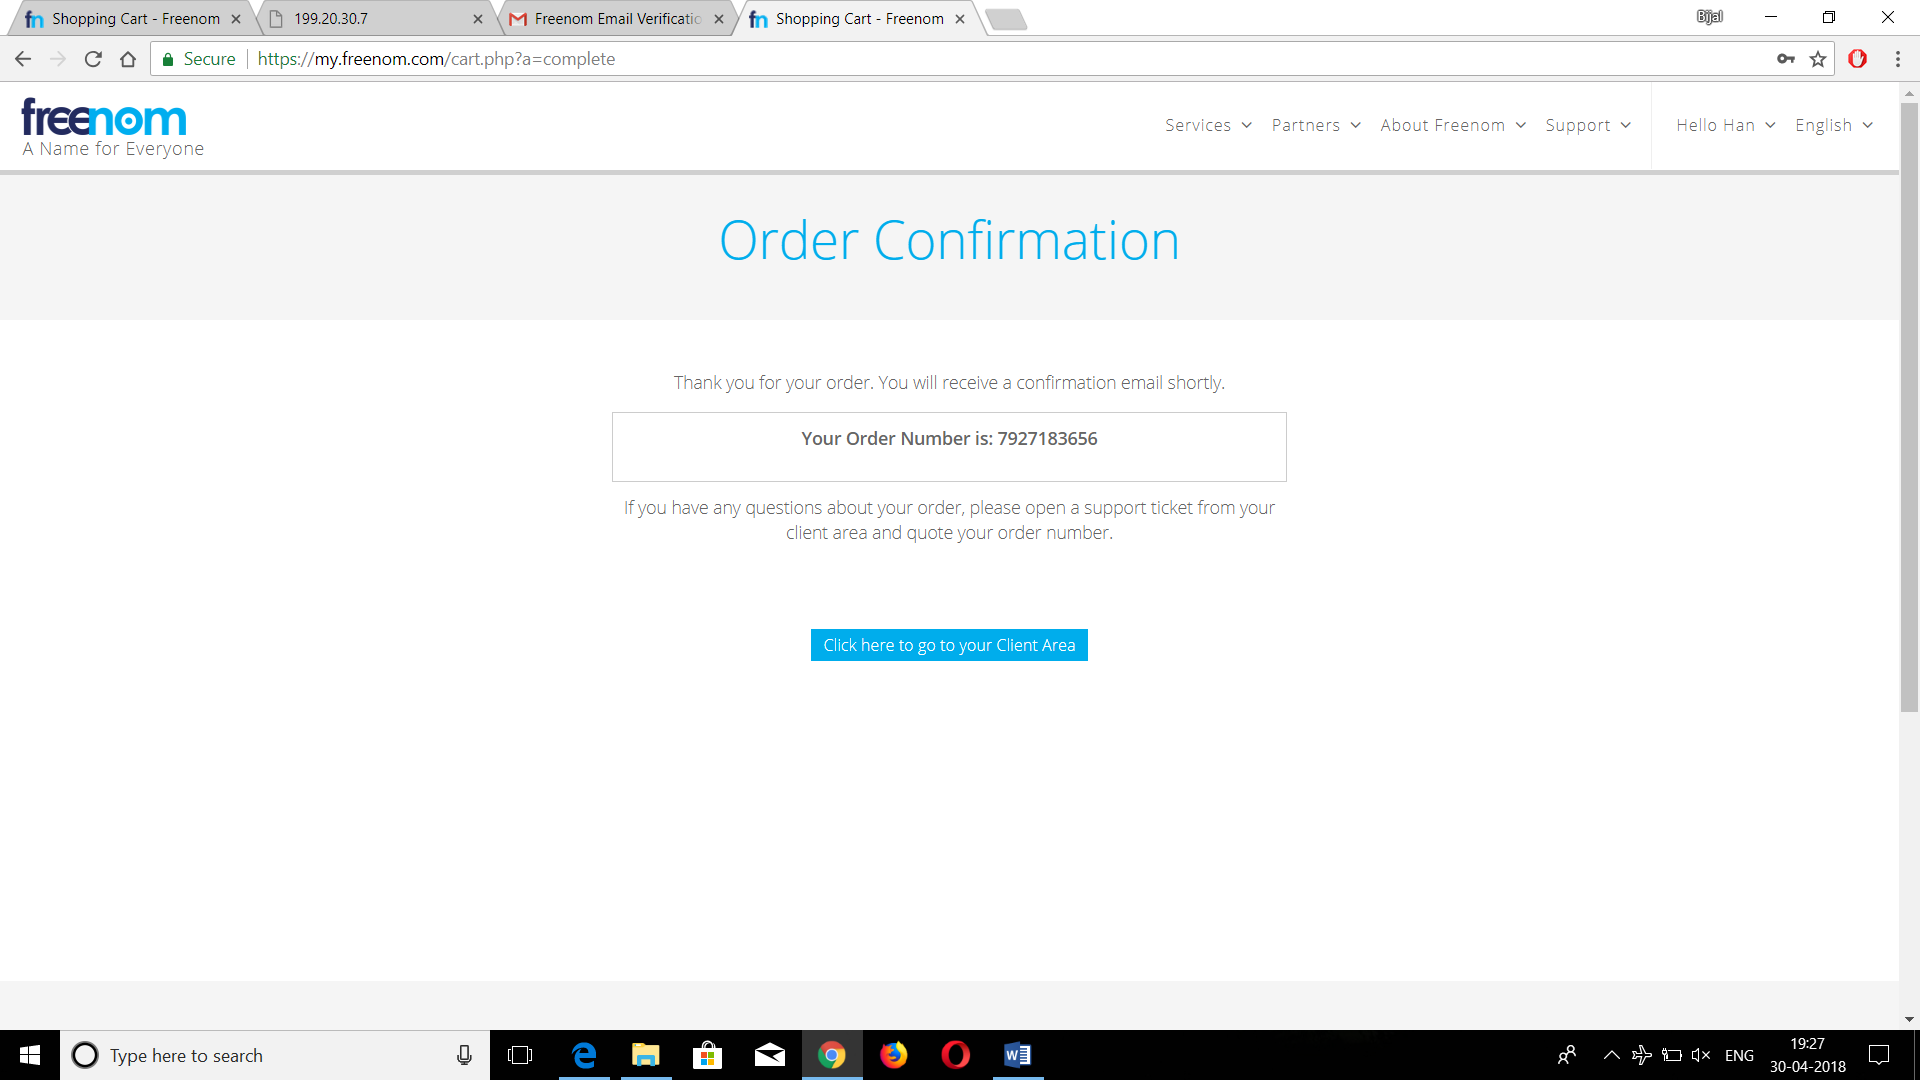 Shopping Cart - Freenom
199.20.30.7
Freenom Email Verificatio
Shopping Cart - Freenom
Bijal
Secure
https://my.freenom.com/cart.php?a=complete
freenom
A Name for Everyone
Services
Partners
About Freenom
Support
Hello Han
English
Order Confirmation
Thank you for your order. You will receive a confirmation email shortly.
Your Order Number is: 7927183656
If you have any questions about your order, please open a support ticket from your
client area and quote your order number.
Click here to go to your Client Area
Type here to search
ENG
19:27
30-04-2018